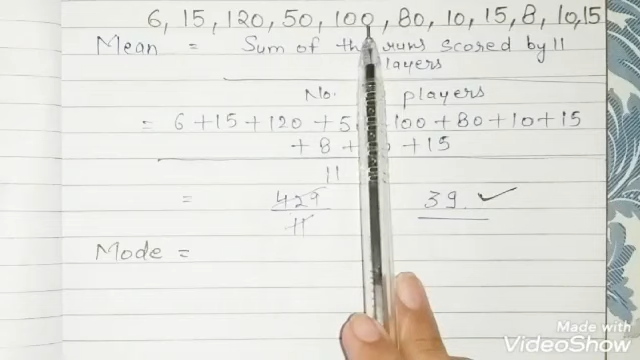 6, 15, 120, 50, 100, 80, 10, 15, 8, 10, 15
Mean = Sum of the runs scored by 11
layers
No. players
= 6 + 15 + 120 + 5 100 + 80 + 10 + 15
+ 8 + + 15
11
= 429 39.
11
Mode =
Made with
VideoShow